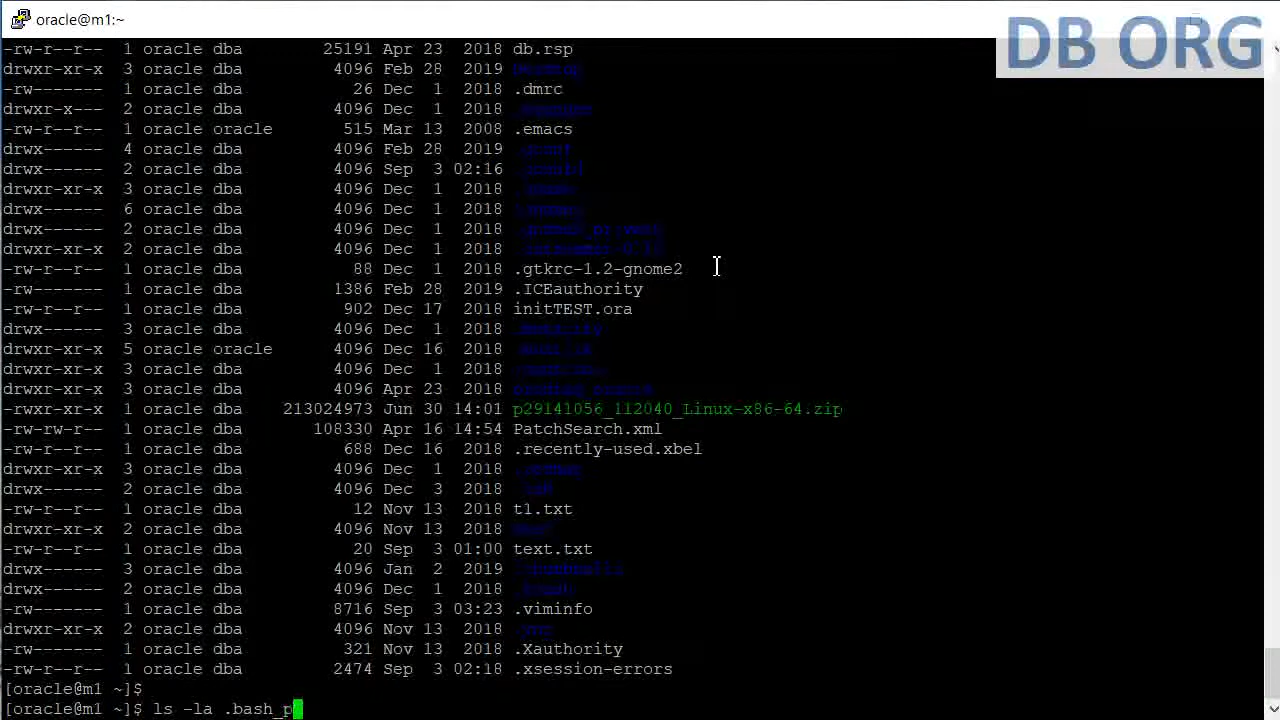 oracle@m1:~
DB ORG
-rw-r--r-- 1 oracle dba 25191 Apr 23 2018 db.rsp
drwxr-xr-x 3 oracle dba 4096 Feb 28 2019 Desktop
-rw------- 1 oracle dba 26 Dec 1 2018 .dmrc
drwxr-x--- 2 oracle dba 4096 Dec 1 2018
-rw-r--r-- 1 oracle oracle 515 Mar 13 2008 .emacs
drwx------ 4 oracle dba 4096 Feb 28 2019 .gconf
drwx------ 2 oracle dba 4096 Sep 3 02:16 .gconfd
drwxr-xr-x 3 oracle dba 4096 Dec 1 2018
drwx------ 6 oracle dba 4096 Dec 1 2018
drwx------ 2 oracle dba 4096 Dec 1 2018 .gnome2_private
drwxr-xr-x 2 oracle dba 4096 Dec 1 2018
-rw-r--r-- 1 oracle dba 88 Dec 1 2018 .gtkrc-1.2-gnome2
-rw------- 1 oracle dba 1386 Feb 28 2019 .ICEauthority
-rw-r--r-- 1 oracle dba 902 Dec 17 2018 initTEST.ora
drwx------ 3 oracle dba 4096 Dec 1 2018 .metacity
drwxr-xr-x 5 oracle oracle 4096 Dec 16 2018 .mozilla
drwxr-xr-x 3 oracle dba 4096 Dec 1 2018
drwxr-xr-x 3 oracle dba 4096 Apr 23 2018
-rwxr-xr-x 1 oracle dba 213024973 Jun 30 14:01 p29141056_112040_Linux-x86-64.zip
-rw-rw-r-- 1 oracle dba 108330 Apr 16 14:54 PatchSearch.xml
-rw-r--r-- 1 oracle dba 688 Dec 16 2018 .recently-used.xbel
drwxr-xr-x 3 oracle dba 4096 Dec 1 2018
drwx------ 2 oracle dba 4096 Dec 3 2018 .ssh
-rw-r--r-- 1 oracle dba 12 Nov 13 2018 t1.txt
drwxr-xr-x 2 oracle dba 4096 Nov 13 2018
-rw-r--r-- 1 oracle dba 20 Sep 3 01:00 text.txt
drwx------ 3 oracle dba 4096 Jan 2 2019 .thumbnails
drwx------ 2 oracle dba 4096 Dec 1 2018 .Trash
-rw------- 1 oracle dba 8716 Sep 3 03:23 .viminfo
drwxr-xr-x 2 oracle dba 4096 Nov 13 2018 .vnc
-rw------- 1 oracle dba 321 Nov 13 2018 .Xauthority
-rw-r--r-- 1 oracle dba 2474 Sep 3 02:18 .xsession-errors
[oracle@m1 ~]$
[oracle@m1 ~]$ ls -la .bash_p